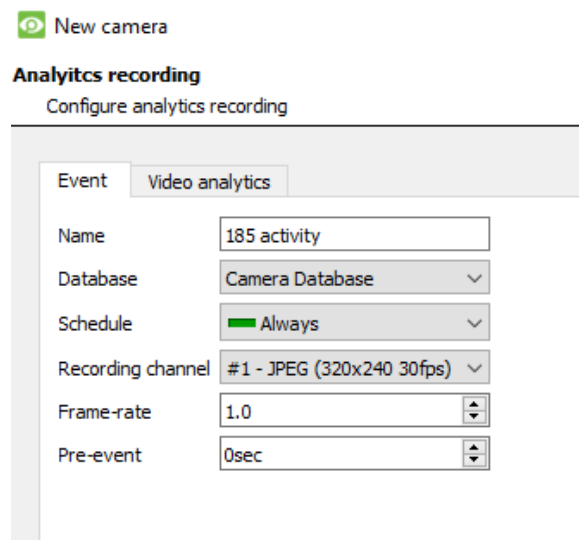 New camera
Analyitcs recording
Configure analytics recording
Event Video analytics
Name 185 activity
Database Camera Database
Schedule Always
Recording channel #1 - JPEG (320x240 30fps)
Frame-rate 1.0
Pre-event 0sec